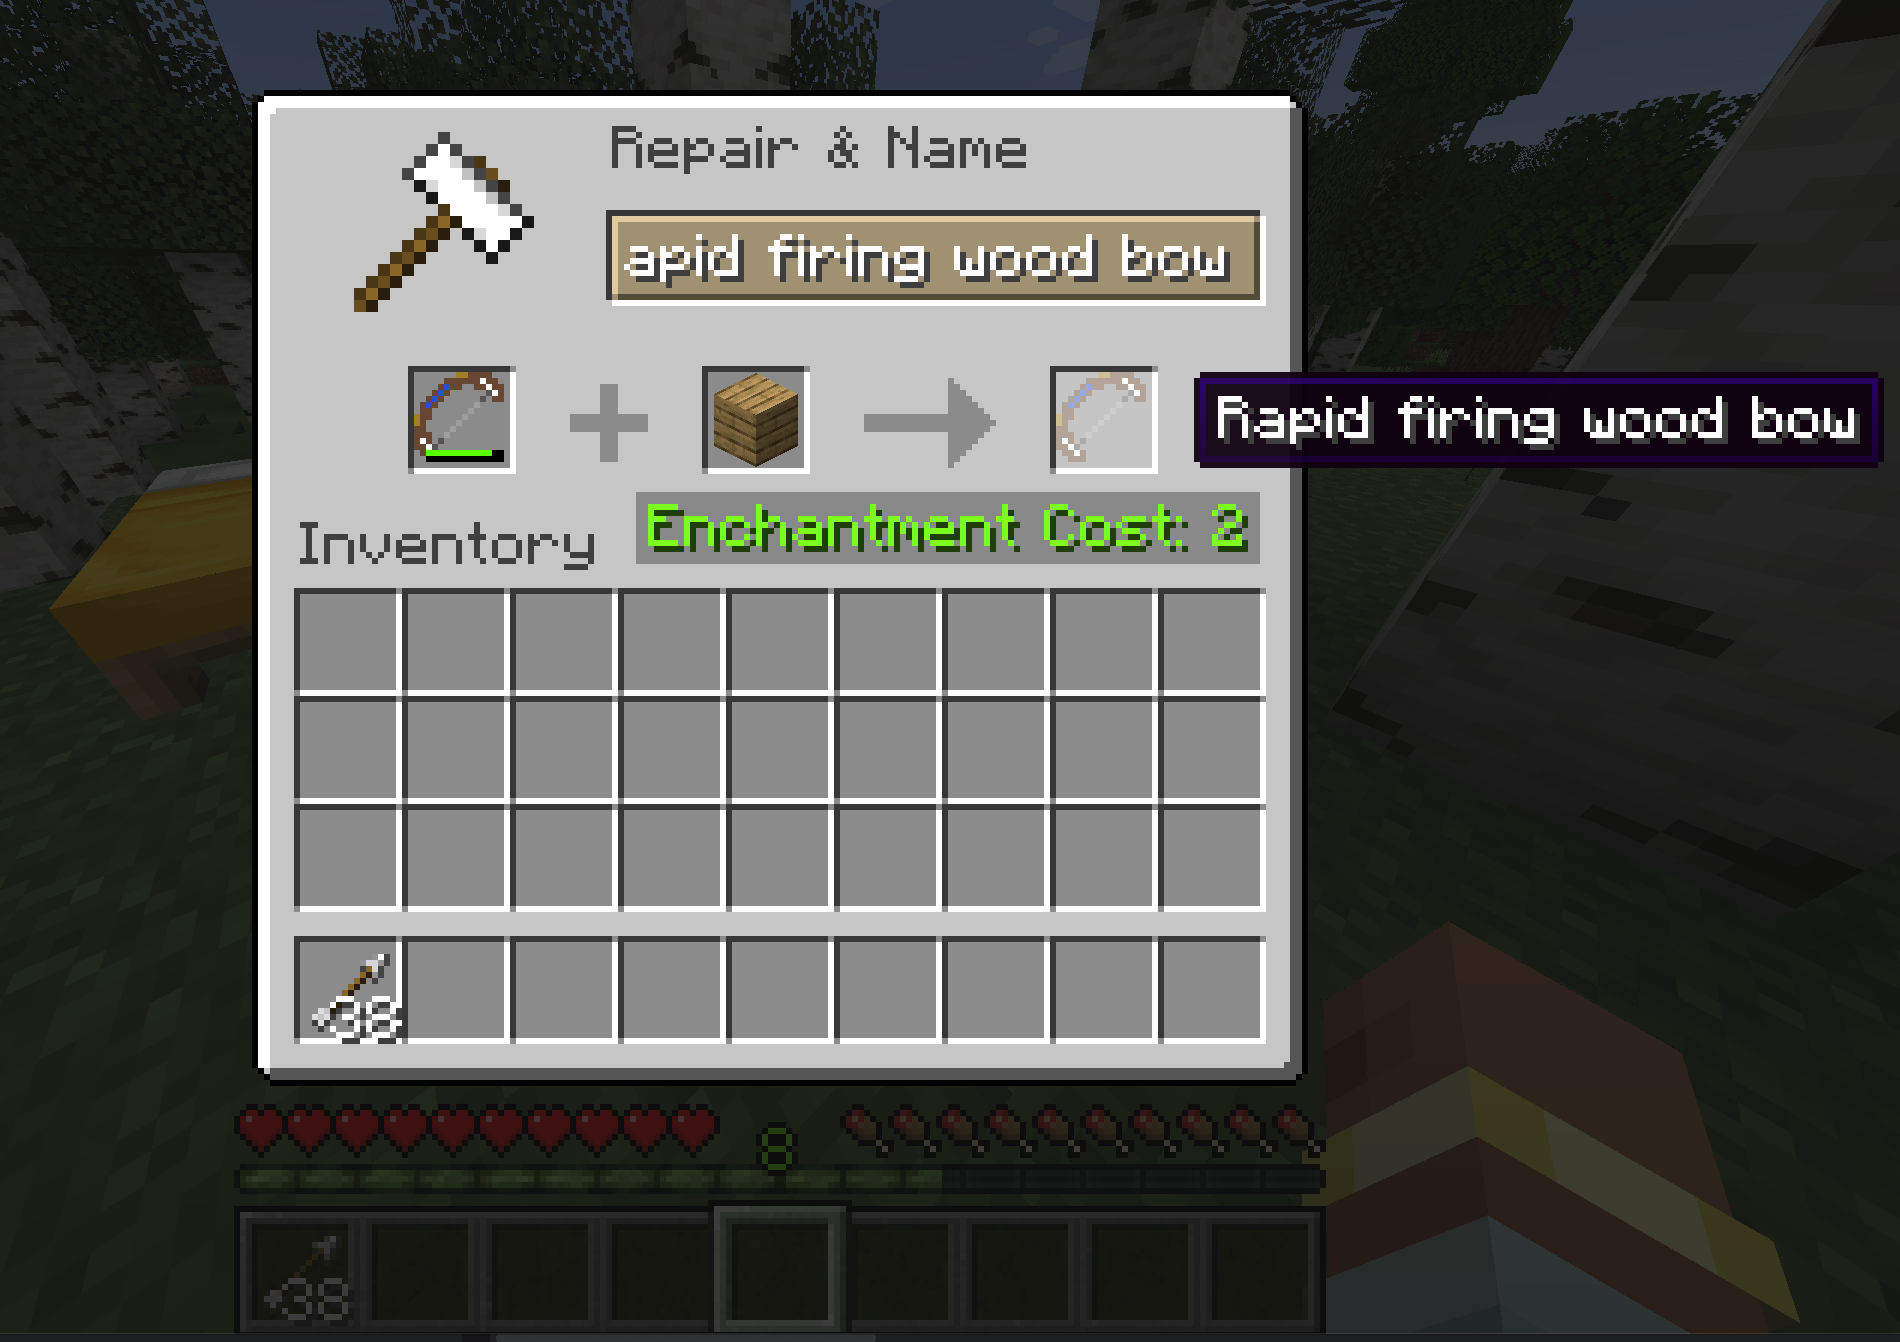 Repair & Name
apid firing wood bow
Rapid firing wood bow
Enchantment Cost: 2
Inventory
38
8
38